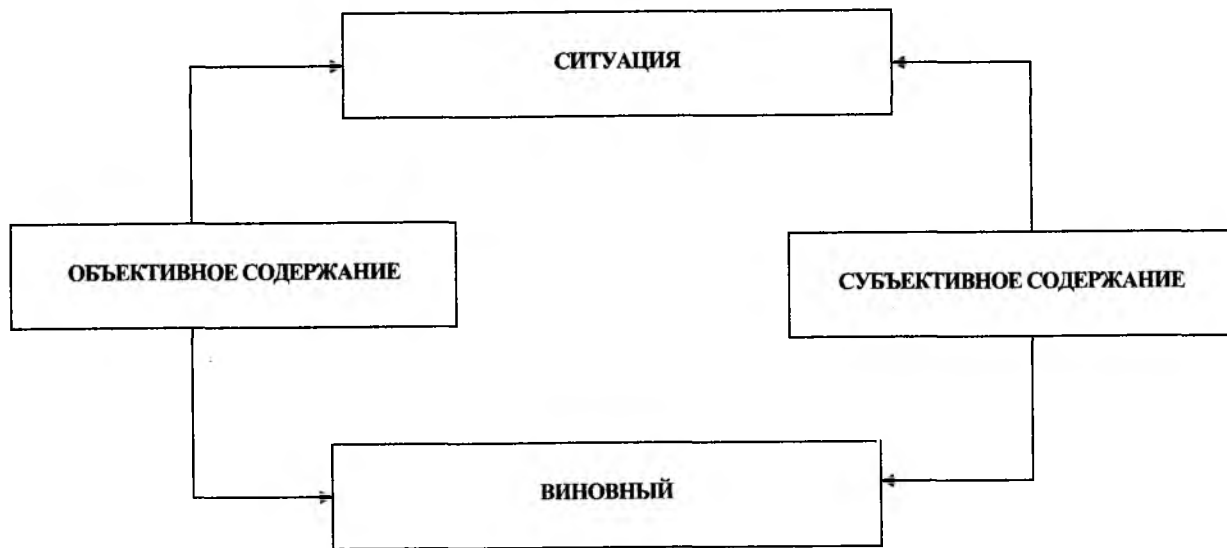 СИТУАЦИЯ
ОБЪЕКТИВНОЕ СОДЕРЖАНИЕ
СУБЪЕКТИВНОЕ СОДЕРЖАНИЕ
ВИНОВНЫЙ